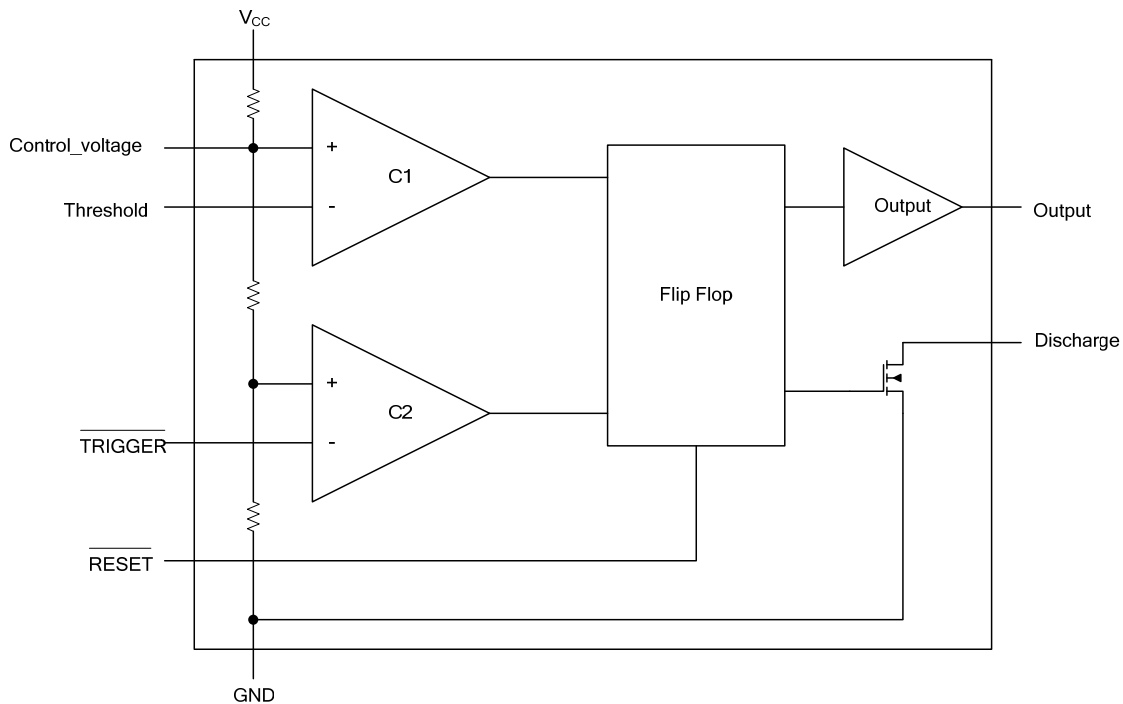 VCC
Control_voltage
+
C1
Threshold
-
Output
Output
Flip Flop
Discharge
+
C2
TRIGGER
-
RESET
GND